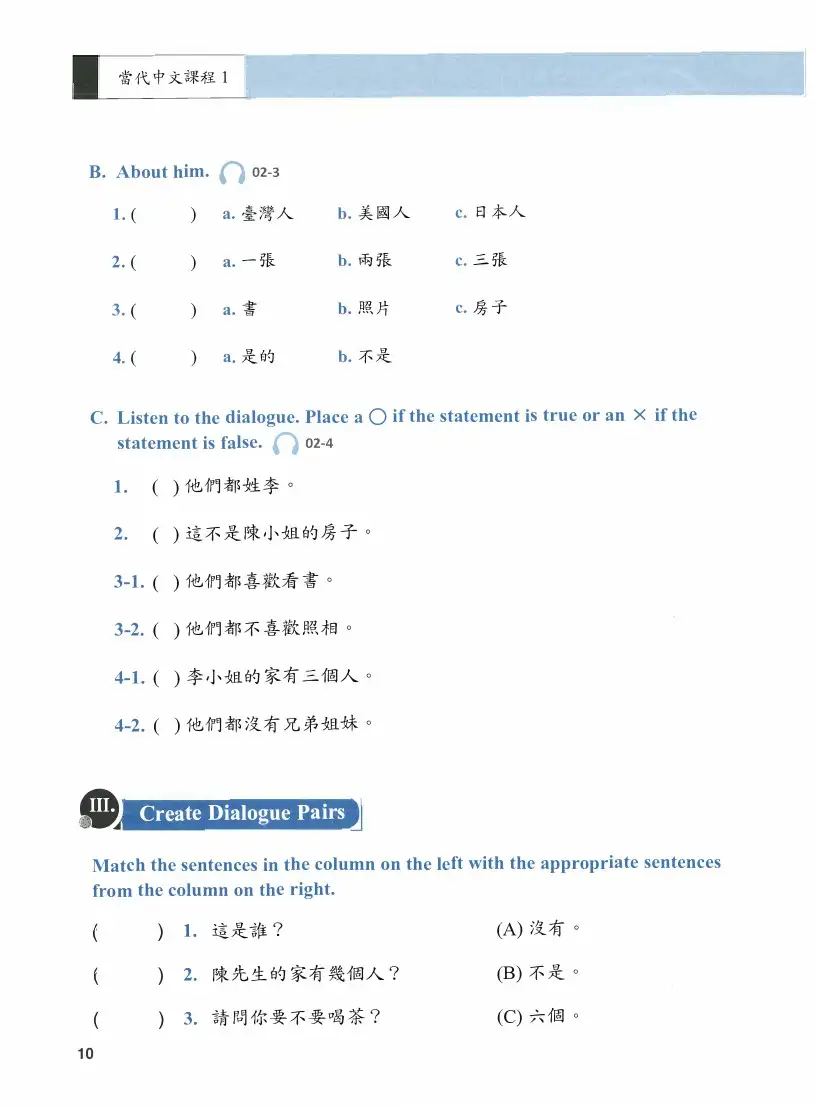 當代中文課程 1
B. About him. 02-3
1. ( ) a. 臺灣人 b. 美國人 c. 日本人
2. ( ) a. 一張 b. 兩張 c. 三張
3. ( ) a. 書 b. 照片 c. 房子
4. ( ) a. 是的 b. 不是
C. Listen to the dialogue. Place a ○ if the statement is true or an × if the
statement is false. 02-4
1. ( ) 他們都姓李。
2. ( ) 這不是陳小姐的房子。
3-1. ( ) 他們都喜歡看書。
3-2. ( ) 他們都不喜歡照相。
4-1. ( ) 李小姐的家有三個人。
4-2. ( ) 他們都沒有兄弟姐妹。
III. Create Dialogue Pairs
Match the sentences in the column on the left with the appropriate sentences
from the column on the right.
( ) 1. 這是誰？ (A) 沒有。
( ) 2. 陳先生的家有幾個人？ (B) 不是。
( ) 3. 請問你要不要喝茶？ (C) 六個。
10